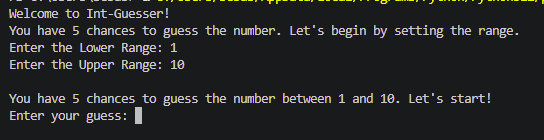 Welcome to Int-Guesser!
You have 5 chances to guess the number. Let's begin by setting the range.
Enter the Lower Range: 1
Enter the Upper Range: 10
You have 5 chances to guess the number between 1 and 10. Let's start!
Enter your guess: